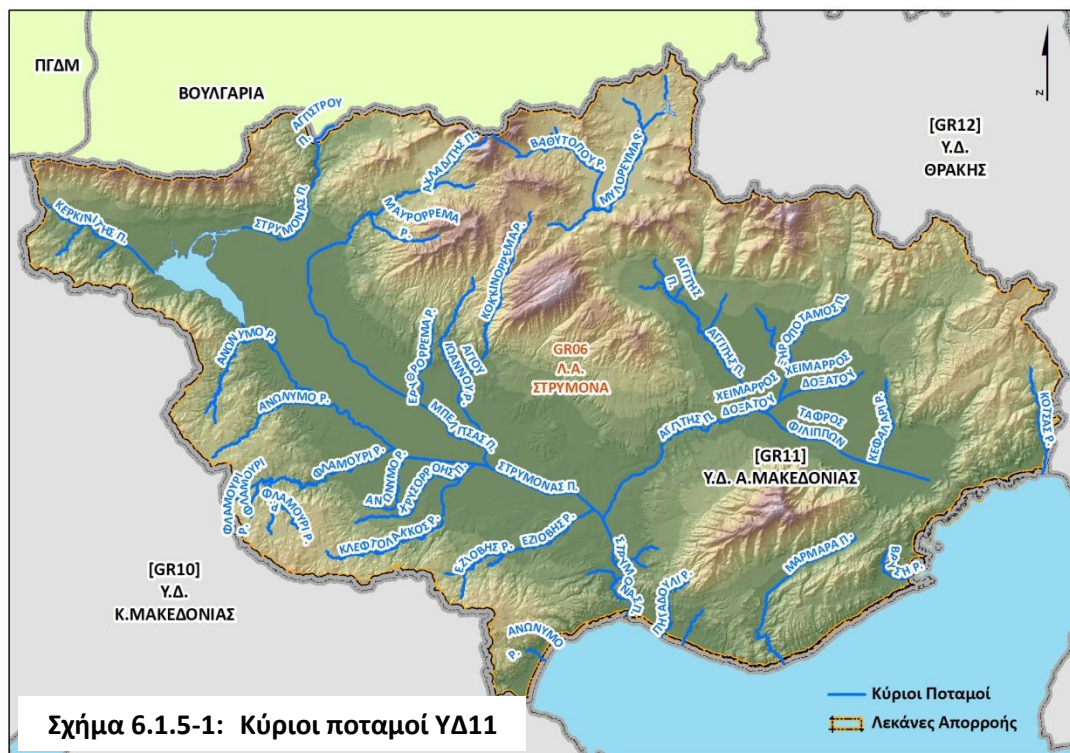 ΠΓΔΜ
ΒΟΥΛΓΑΡΙΑ
ΑΓΙΣΤΡΟΥ
Π.
[GR12]
Υ.Δ.
ΘΡΑΚΗΣ
N
ΑΧΛΑΔΙΤΗΣ Π.
ΒΑΘΥΤΟΠΟΥ Ρ.
ΜΥΛΟΡΕΥΜΑ Ρ.
ΜΑΥΡΟΡΡΕΜΑ
Ρ.
ΣΤΡΥΜΟΝΑΣ Π.
ΚΕΡΚΙΝΙΤΗΣ Π.
ΚΟΚΚΙΝΟΡΡΕΜΑ Ρ.
ΑΓΓΙΤΗΣ
Π.
ΑΓΓΙΤΗΣ Π.
ΞΗΡΟΠΟΤΑΜΟΣ Π.
ΑΝΩΝΥΜΟ Ρ.
ΑΓΙΟΥ
ΙΩΑΝΝΟΥ Ρ.
GR06
Λ.Α.
ΣΤΡΥΜΟΝΑ
ΧΕΙΜΑΡΡΟΣ
ΔΟΞΑΤΟΥ
ΧΕΙΜΑΡΡΟΣ
ΔΟΞΑΤΟΥ
ΚΟΤΖΑΣ Ρ.
ΑΝΩΝΥΜΟ Ρ.
ΜΠΕΛΙΤΣΑΣ Π.
ΑΓΓΙΤΗΣ Π.
ΤΑΦΡΟΣ
ΦΙΛΙΠΠΩΝ
ΚΕΦΑΛΑΡΙ Ρ.
ΦΛΑΜΟΥΡΙ
Ρ.
ΦΛΑΜΟΥΡΙ
Ρ.
ΦΛΑΜΟΥΡΙ Ρ.
ΦΛΑΜΟΥΡΙ Ρ.
ΑΝΩΝΥΜΟ Ρ.
ΧΡΥΣΟΡΡΟΗΣ Π.
ΣΤΡΥΜΟΝΑΣ Π.
[GR11]
Υ.Δ. Α.ΜΑΚΕΔΟΝΙΑΣ
ΚΛΕΦΤΟΛΑΚΚΟΣ Ρ.
ΕΖΙΟΒΗΣ Ρ.
ΕΖΙΟΒΗΣ Ρ.
ΣΤΡΥΜΟΝΑΣ Π.
ΠΗΓΑΔΟΥΛΙ Ρ.
ΜΑΡΜΑΡΑ Π.
ΒΡΥΣΗ Ρ.
[GR10]
Υ.Δ.
Κ.ΜΑΚΕΔΟΝΙΑΣ
ΑΝΩΝΥΜΟ
Ρ.
Κύριοι Ποταμοί
Λεκάνες Απορροής
Σχήμα 6.1.5-1: Κύριοι ποταμοί ΥΔ11